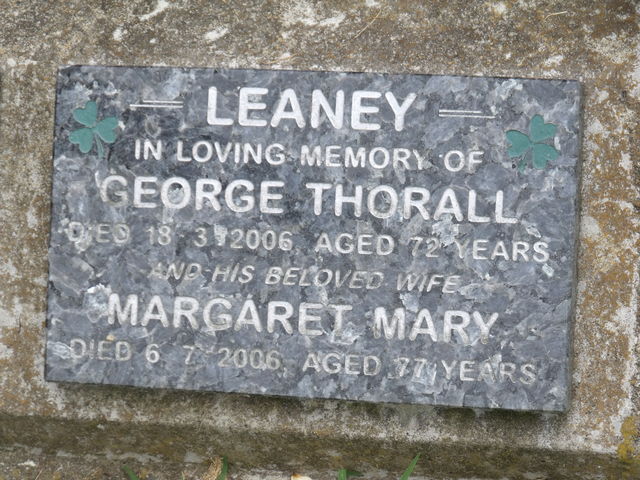 LEANEY
IN LOVING MEMORY OF
GEORGE THORALL
DIED 18. 3. 2006 AGED 72 YEARS
AND HIS BELOVED WIFE
MARGARET MARY
DIED 6. 7. 2006 AGED 77 YEARS